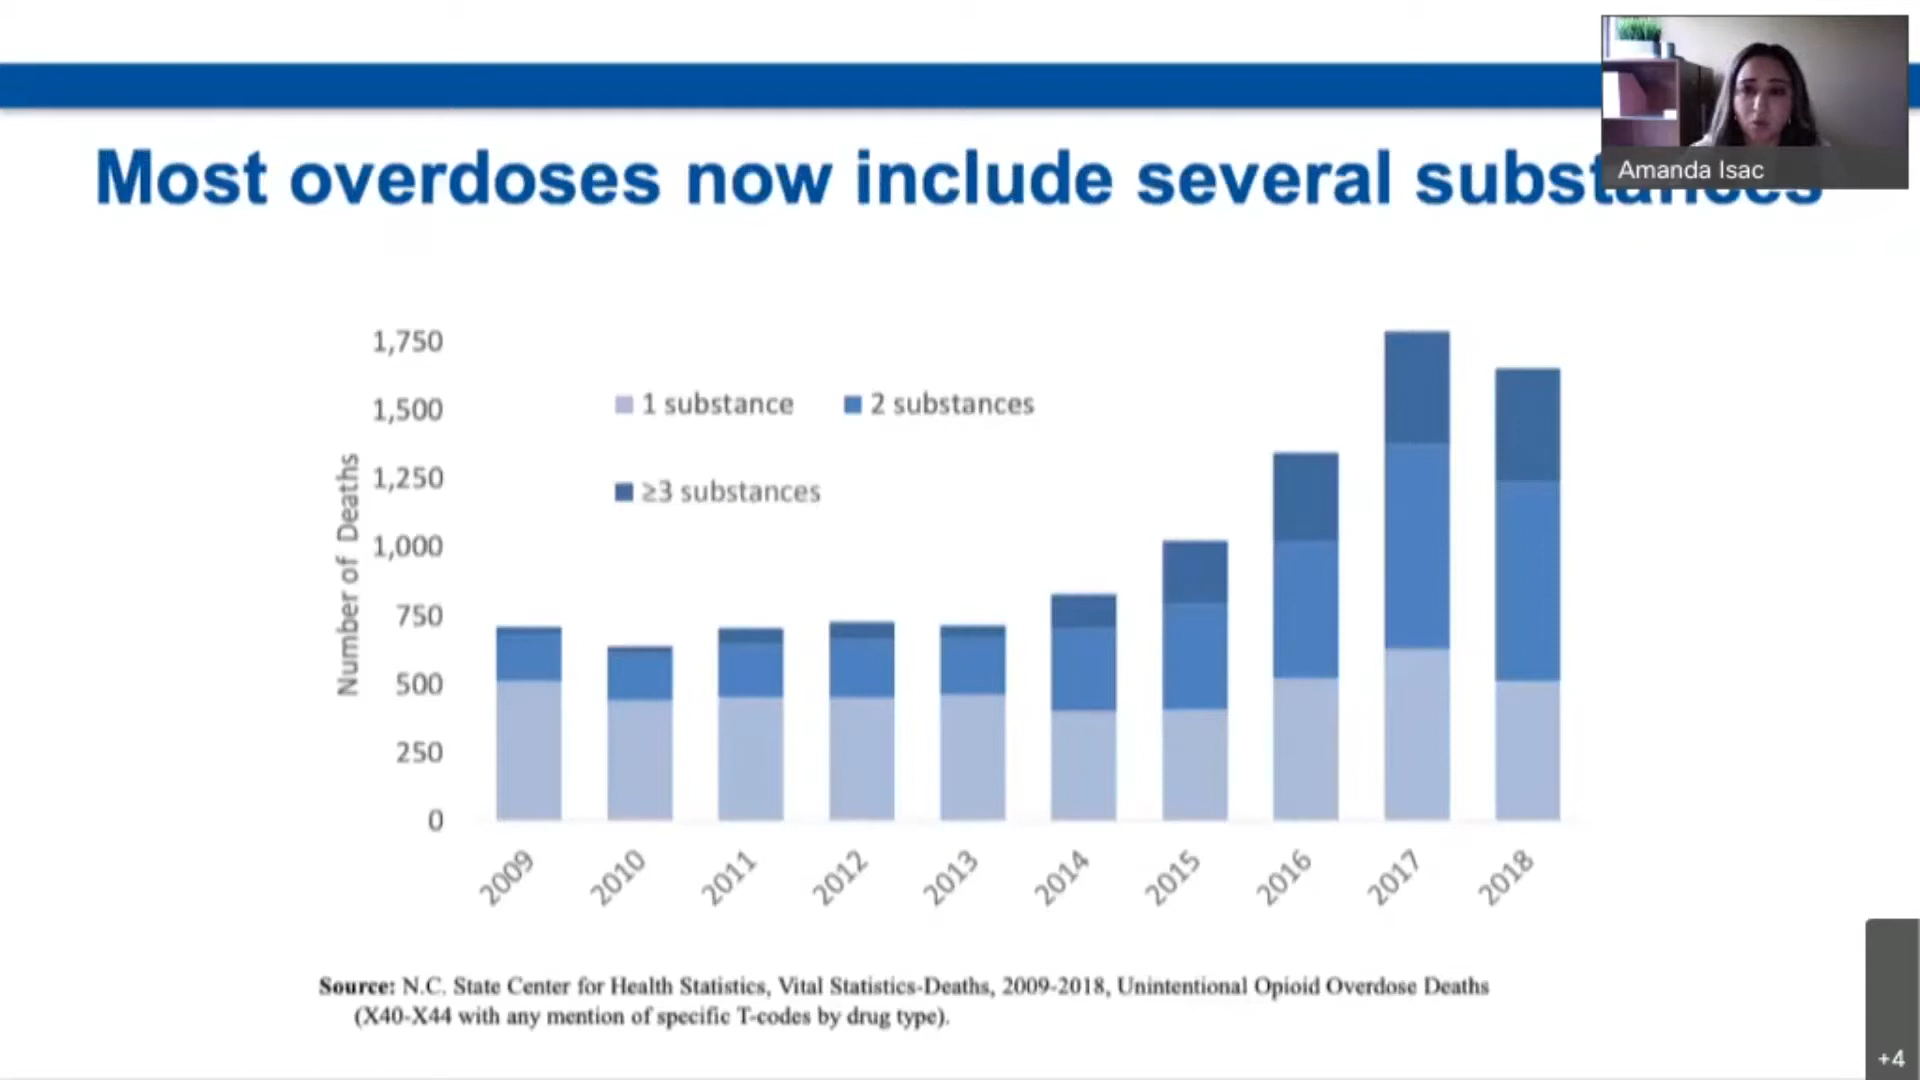 Most overdoses now include several substances
Amanda Isac
Number of Deaths
1,750
1,500
1,250
1,000
750
500
250
0
1 substance
2 substances
≥3 substances
2009
2010
2011
2012
2013
2014
2015
2016
2017
2018
Source: N.C. State Center for Health Statistics, Vital Statistics-Deaths, 2009-2018, Unintentional Opioid Overdose Deaths
(X40-X44 with any mention of specific T-codes by drug type).
+4